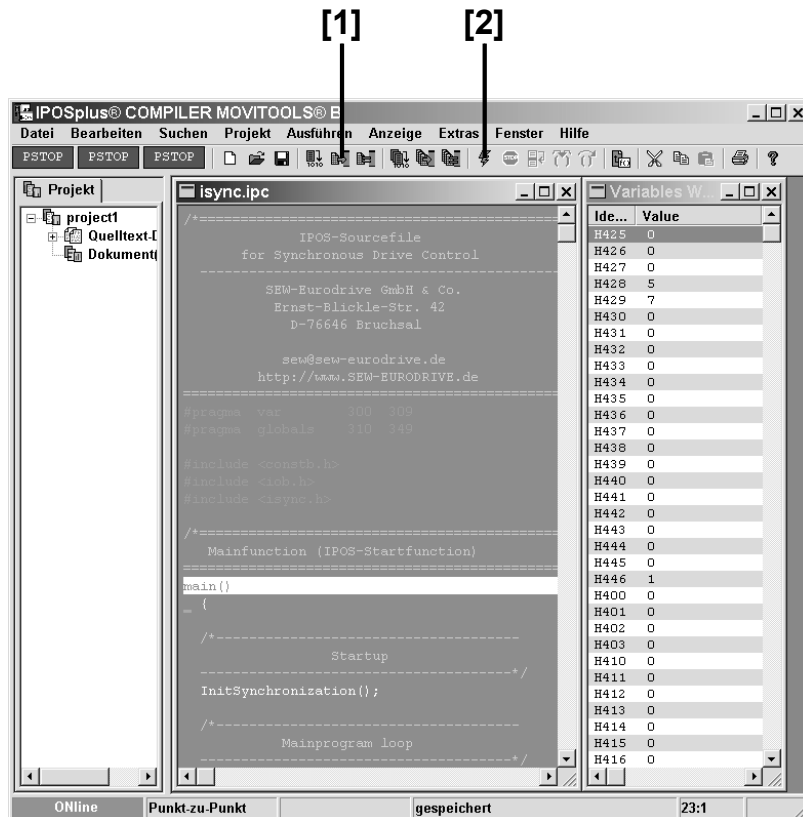 [1] [2]
IPOSplus® COMPILER MOVITOOLS® E
Datei Bearbeiten Suchen Projekt Ausführen Anzeige Extras Fenster Hilfe
PSTOP PSTOP PSTOP
Projekt
project1
Quelltext-D
Dokument(
isync.ipc
/*=====================================================
IPOS-Sourcefile
for Synchronous Drive Control
-----------------------------------------------------
SEW-Eurodrive GmbH & Co.
Ernst-Blickle-Str. 42
D-76646 Bruchsal
sew@sew-eurodrive.de
http://www.SEW-EURODRIVE.de
=====================================================
#pragma var 300 309
#pragma globals 310 349
#include <constb.h>
#include <iob.h>
#include <isync.h>
/*=====================================================
Mainfunction (IPOS-Startfunction)
=====================================================
main()
{
/*-----------------------------------
Startup
-----------------------------------*/
InitSynchronization();
/*-----------------------------------
Mainprogram loop
-----------------------------------*/
Variables W...
Ide... Value
H425 0
H426 0
H427 0
H428 5
H429 7
H430 0
H431 0
H432 0
H433 0
H434 0
H435 0
H436 0
H437 0
H438 0
H439 0
H440 0
H441 0
H442 0
H443 0
H444 0
H445 0
H446 1
H400 0
H401 0
H402 0
H403 0
H410 0
H411 0
H412 0
H413 0
H414 0
H415 0
H416 0
ONline Punkt-zu-Punkt gespeichert 23:1